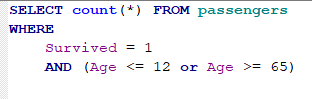 SELECT count(*) FROM passengers
WHERE
Survived = 1
AND (Age <= 12 or Age >= 65)